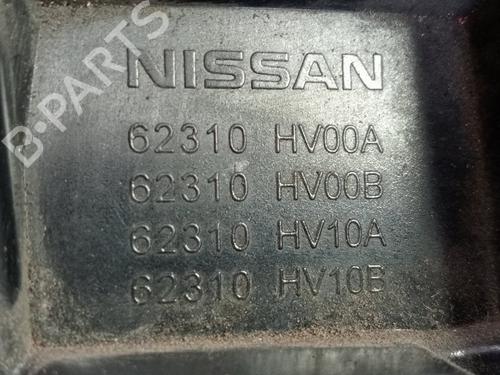 NISSAN
62310 HV00A
62310 HV00B
62310 HV10A
62310 HV10B
B-PARTS